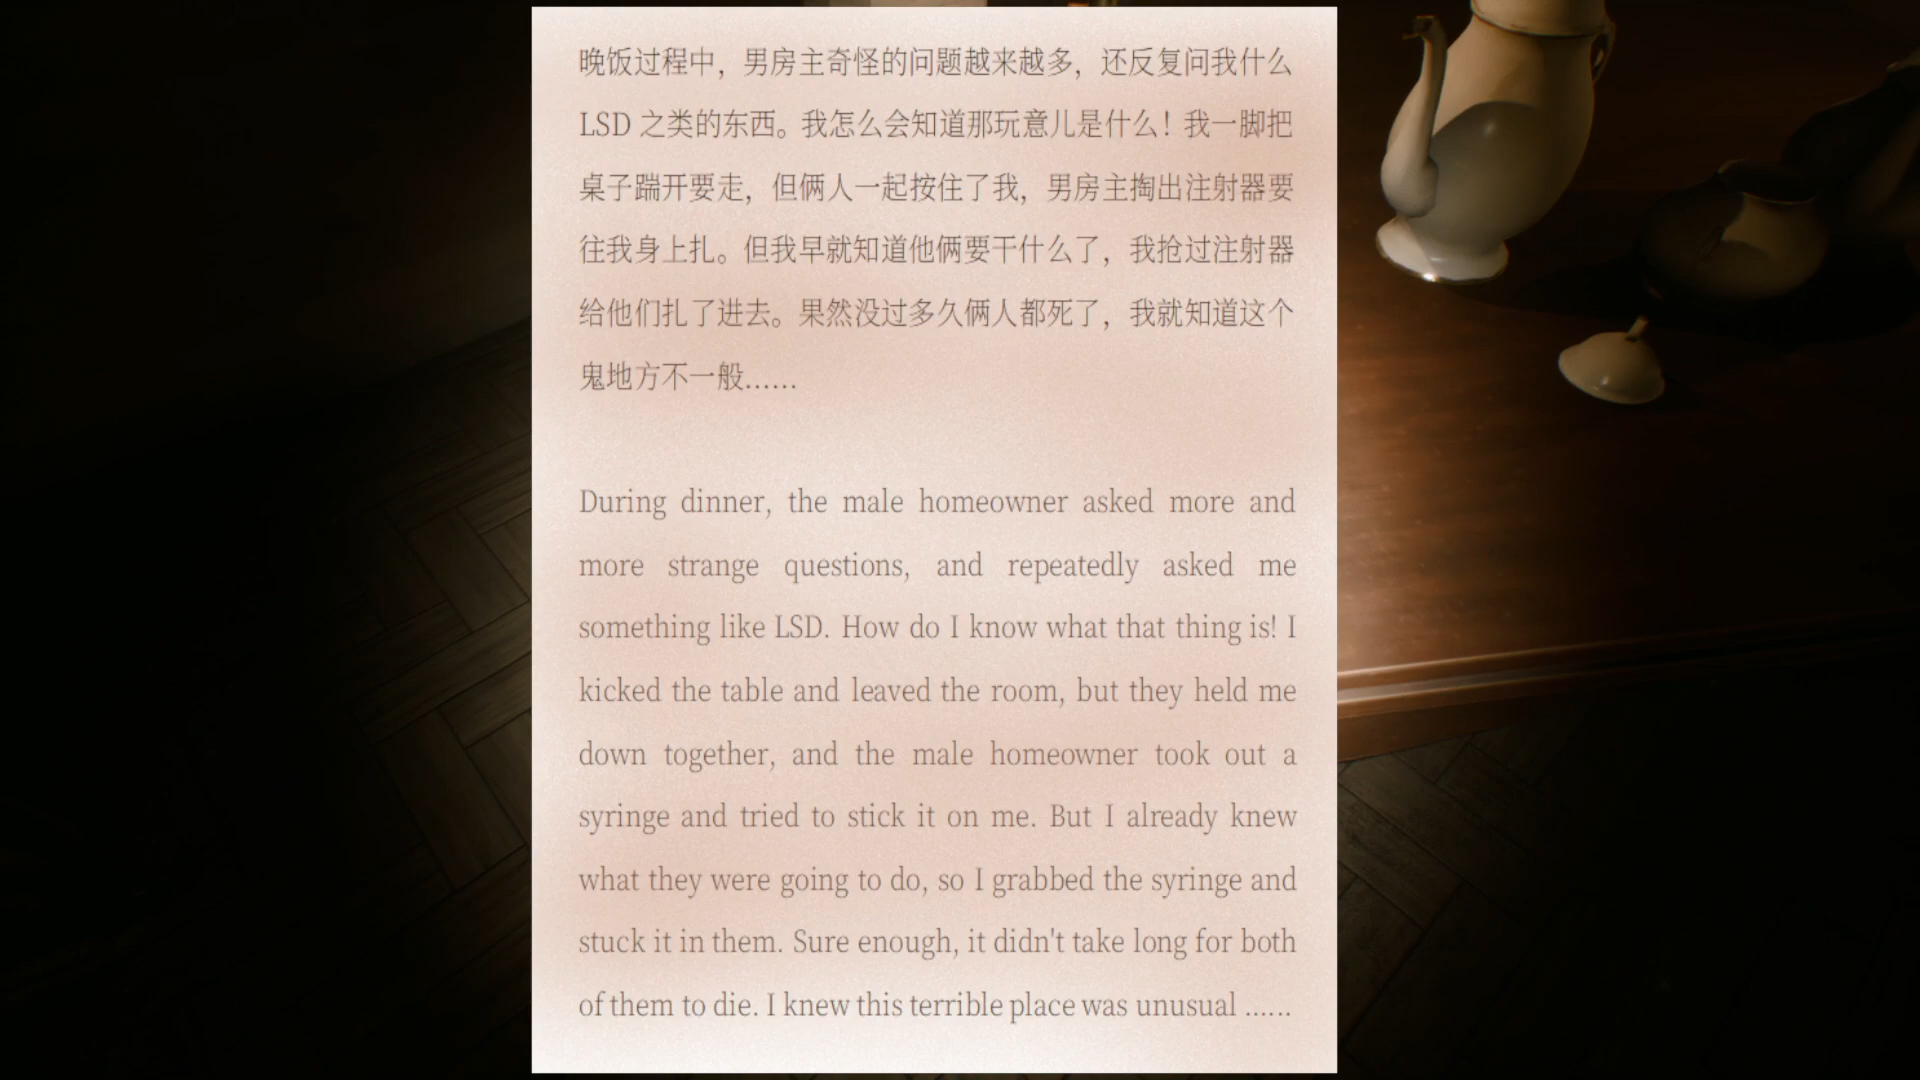 晚饭过程中，男房主奇怪的问题越来越多，还反复问我什么
LSD 之类的东西。我怎么会知道那玩意儿是什么！我一脚把
桌子踹开要走，但俩人一起按住了我，男房主掏出注射器要
往我身上扎。但我早就知道他俩要干什么了，我抢过注射器
给他们扎了进去。果然没过多久俩人都死了，我就知道这个
鬼地方不一般……
During dinner, the male homeowner asked more and
more strange questions, and repeatedly asked me
something like LSD. How do I know what that thing is! I
kicked the table and leaved the room, but they held me
down together, and the male homeowner took out a
syringe and tried to stick it on me. But I already knew
what they were going to do, so I grabbed the syringe and
stuck it in them. Sure enough, it didn't take long for both
of them to die. I knew this terrible place was unusual ……